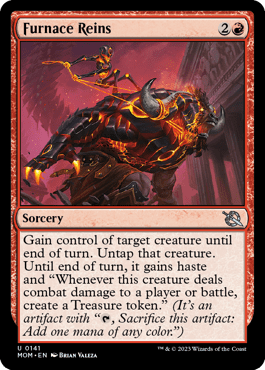 Furnace Reins 2
Sorcery
Gain control of target creature until
end of turn. Untap that creature.
Until end of turn, it gains haste
and “Whenever this creature deals
combat damage to a player or battle,
create a Treasure token.” (It's an
artifact with “, Sacrifice this artifact:
Add one mana of any color.”)
U 0141
MOM • EN BRIAN VALEZA ™ & © 2023 Wizards of the Coast